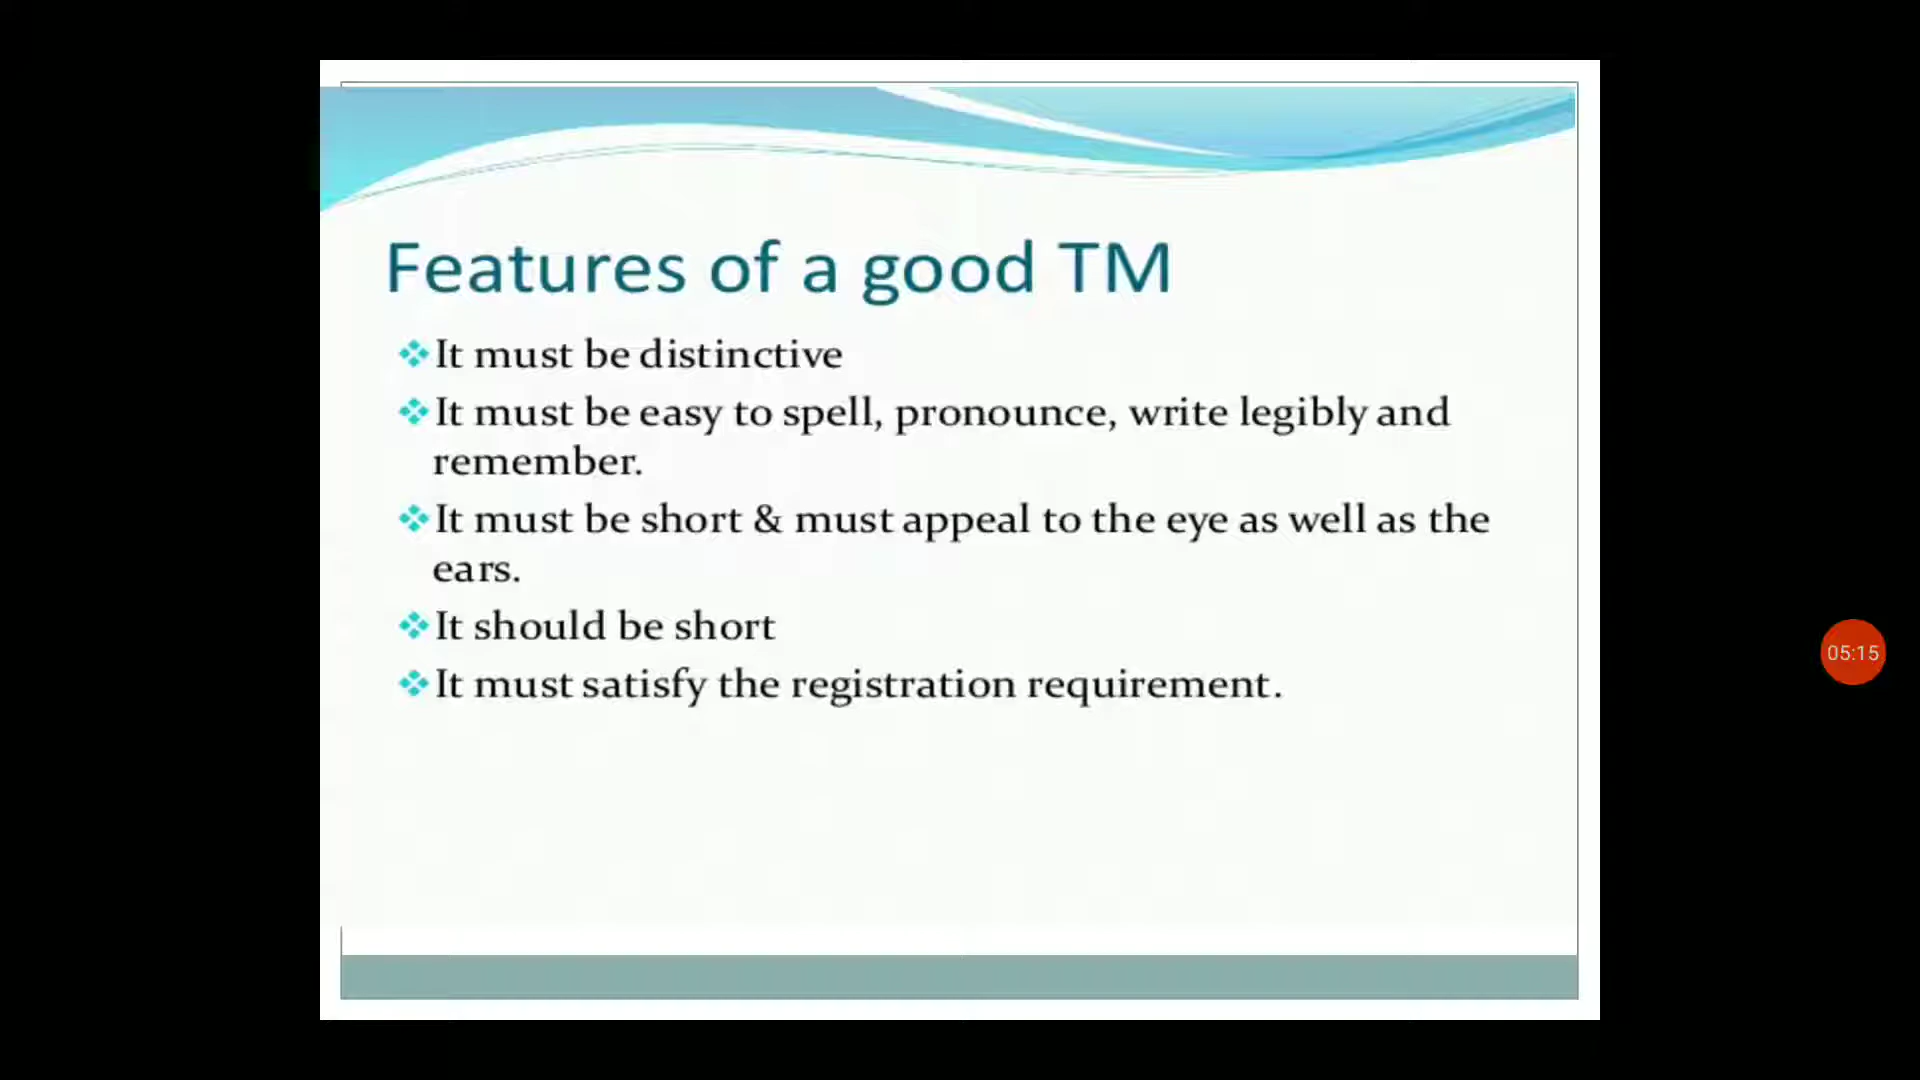 Features of a good TM
It must be distinctive
It must be easy to spell, pronounce, write legibly and
remember.
It must be short & must appeal to the eye as well as the
ears.
It should be short
It must satisfy the registration requirement.
05:15